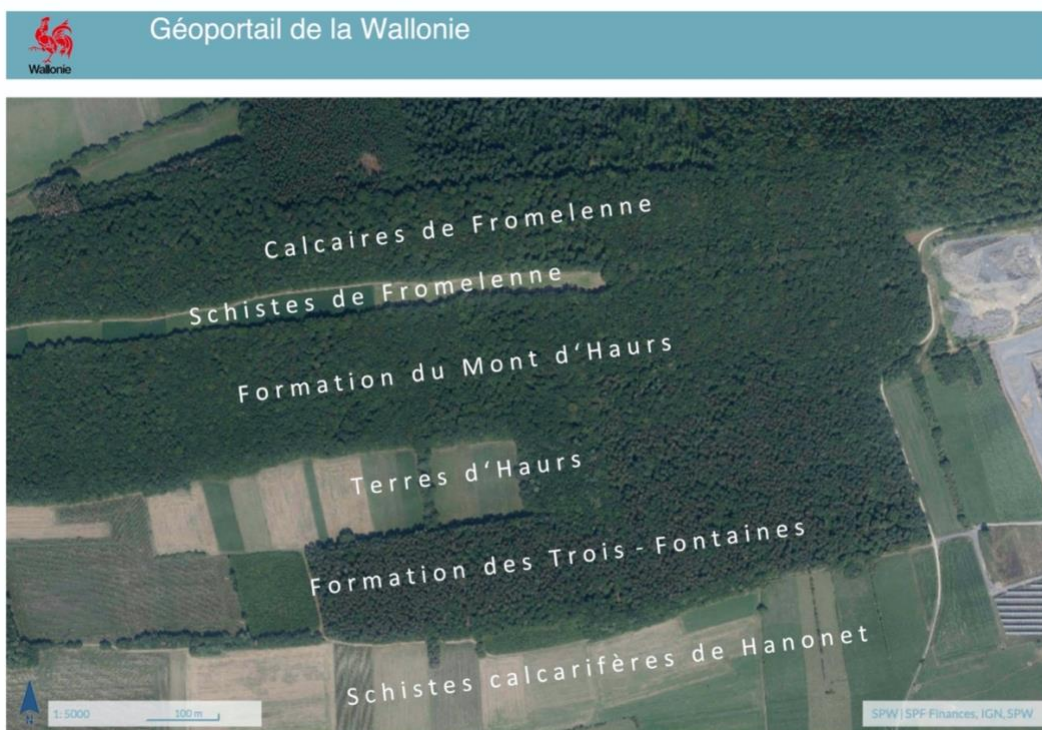 Géoportail de la Wallonie
Wallonie
Calcaires de Fromelenne
Schistes de Fromelenne
Formation du Mont d'Haurs
Terres d'Haurs
Formation des Trois - Fontaines
Schistes calcarifères de Hanonet
N
1: 5000
100 m
SPW | SPF Finances, IGN, SPW